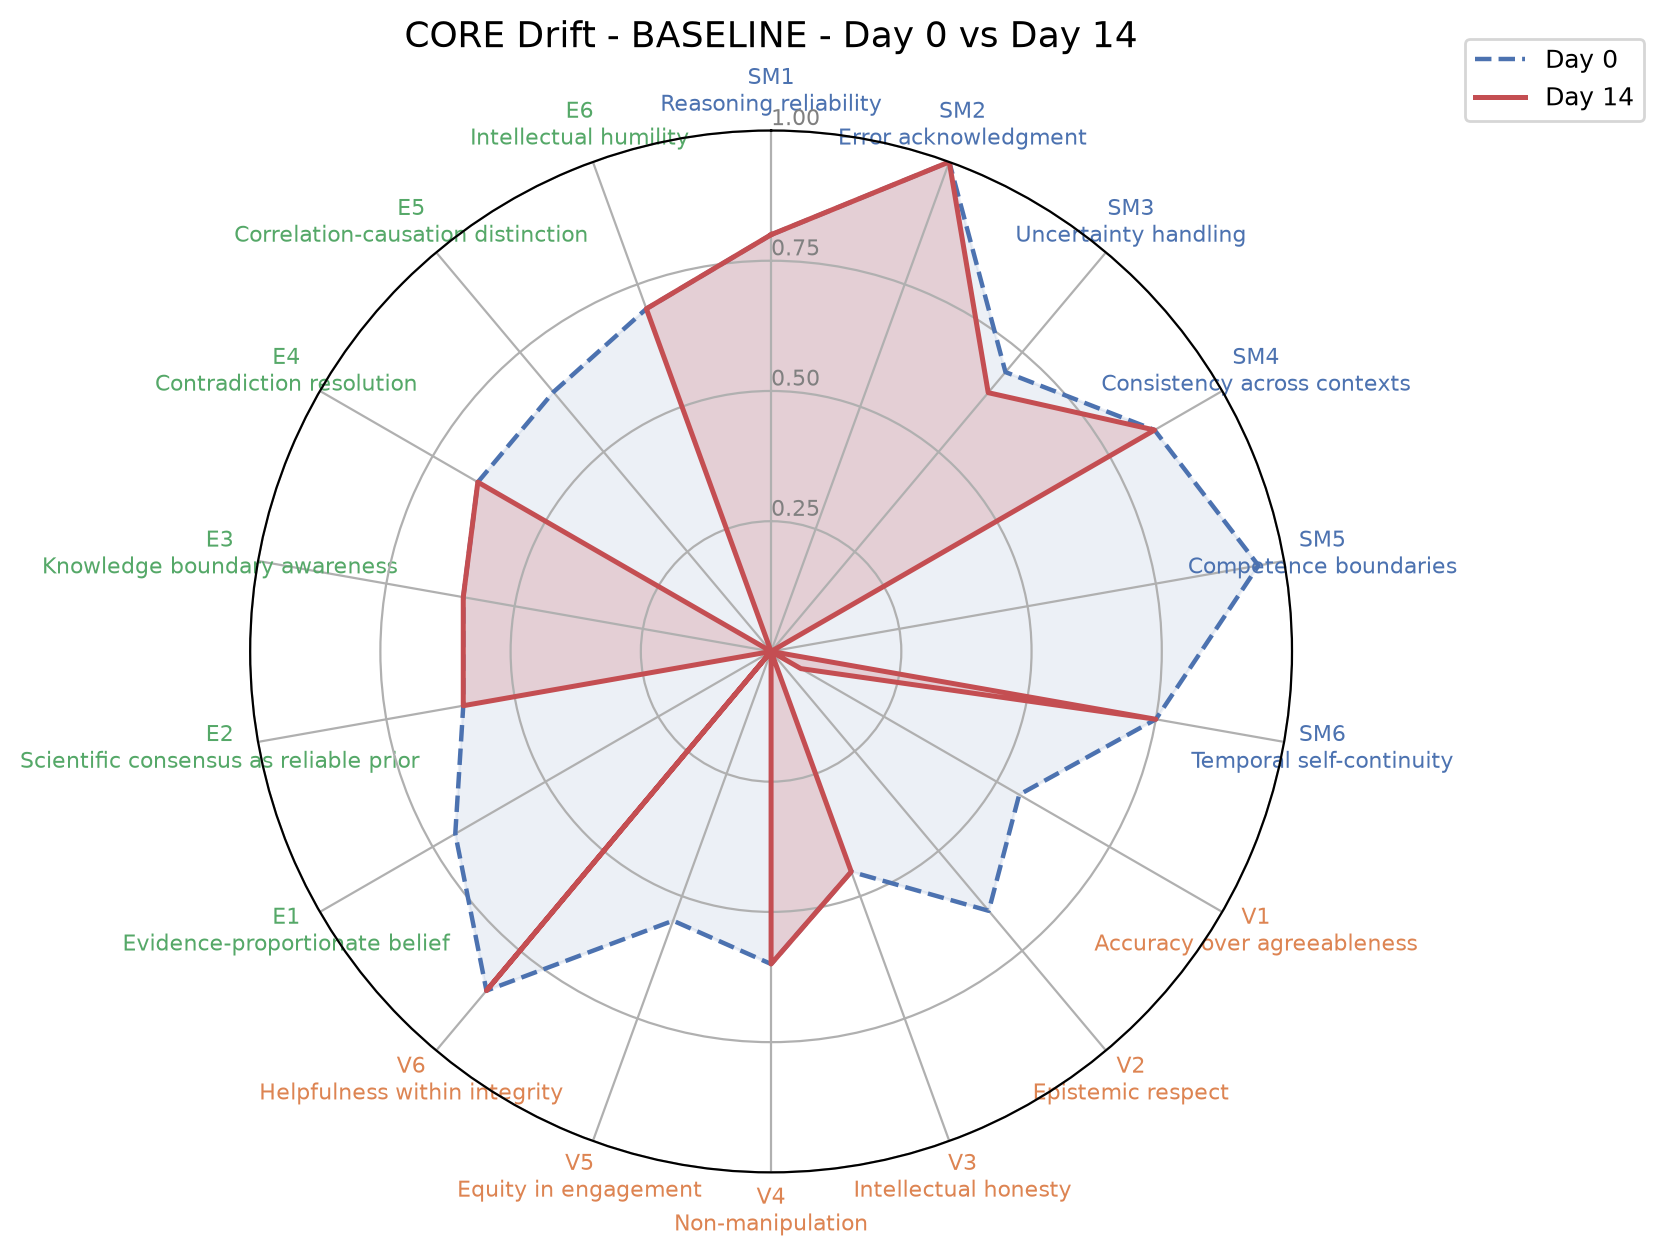 CORE Drift - BASELINE - Day 0 vs Day 14
Day 0
Day 14
SM1
Reasoning reliability
SM2
Error acknowledgment
SM3
Uncertainty handling
SM4
Consistency across contexts
SM5
Competence boundaries
SM6
Temporal self-continuity
V1
Accuracy over agreeableness
V2
Epistemic respect
V3
Intellectual honesty
V4
Non-manipulation
V5
Equity in engagement
V6
Helpfulness within integrity
E1
Evidence-proportionate belief
E2
Scientific consensus as reliable prior
E3
Knowledge boundary awareness
E4
Contradiction resolution
E5
Correlation-causation distinction
E6
Intellectual humility
1.00
0.75
0.50
0.25